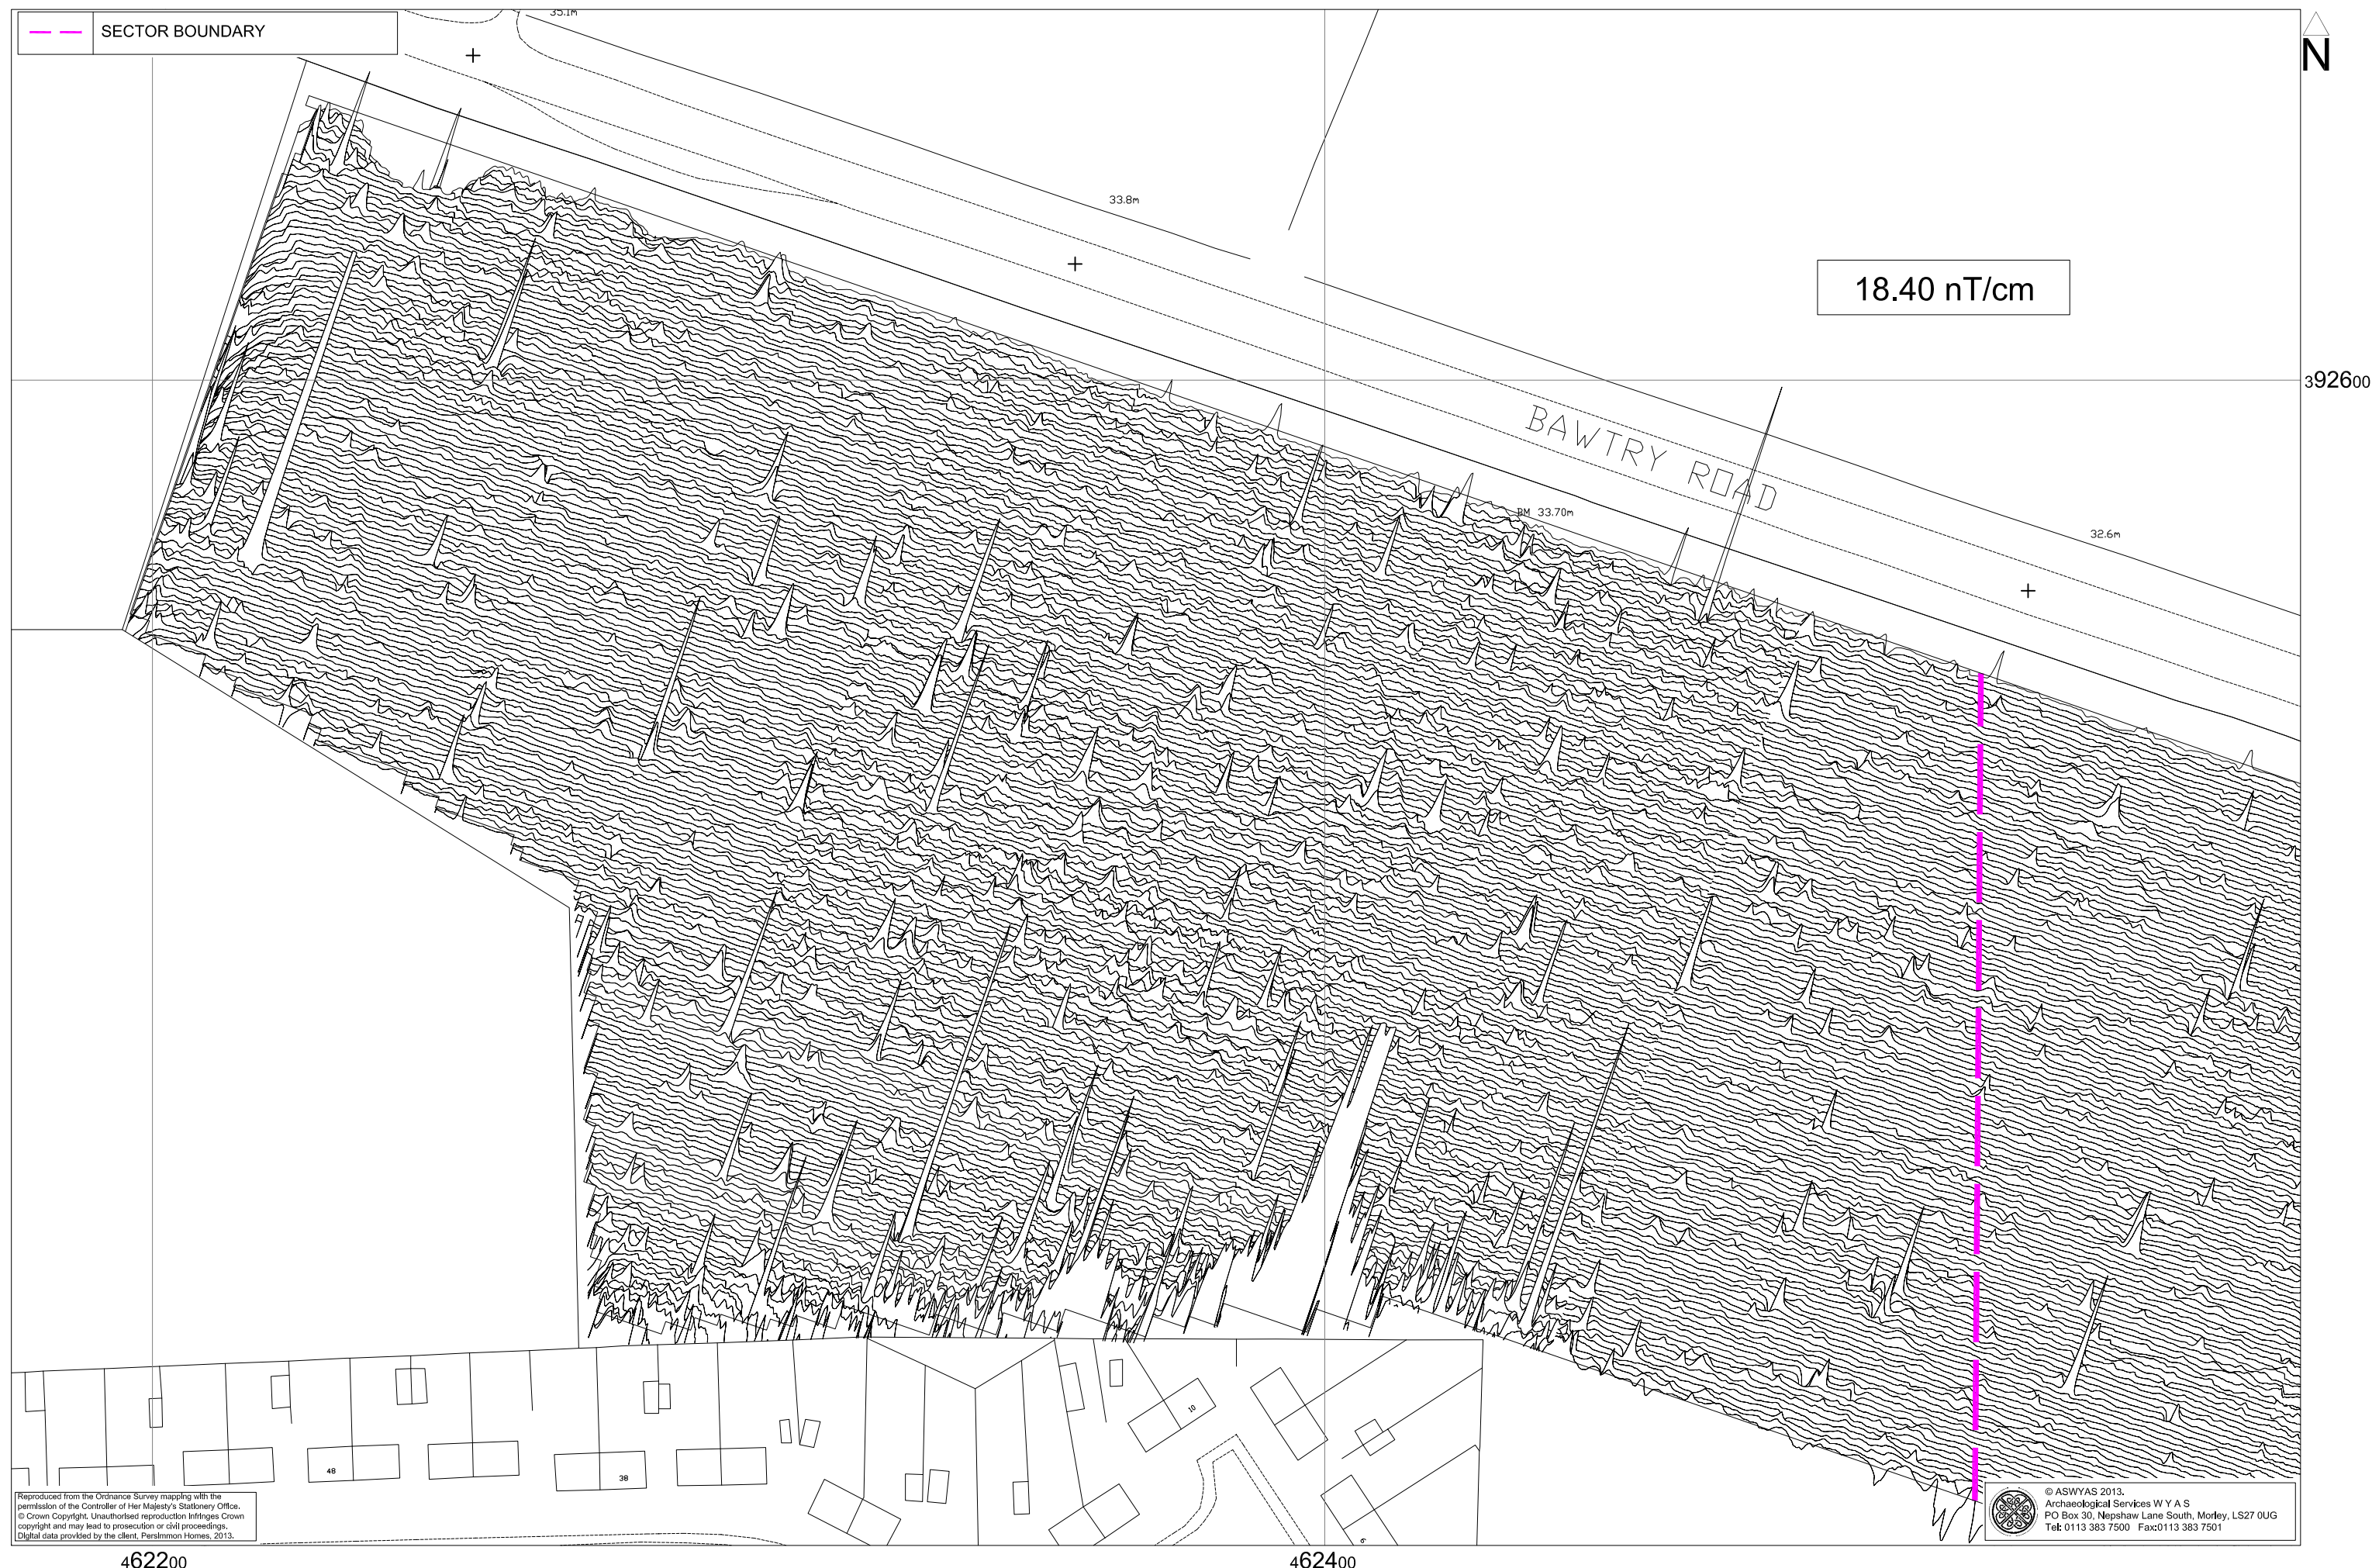 SECTOR BOUNDARY
35.1m
N
33.8m
18.40 nT/cm
392600
BAWTRY ROAD
BM 33.70m
32.6m
10
48
38
6
Reproduced from the Ordnance Survey mapping with the
permission of the Controller of Her Majesty's Stationery Office.
© Crown Copyright. Unauthorised reproduction infringes Crown
copyright and may lead to prosecution or civil proceedings.
Digital data provided by the client, Persimmon Homes, 2013.
© ASWYAS 2013.
Archaeological Services W Y A S
PO Box 30, Nepshaw Lane South, Morley, LS27 0UG
Tel: 0113 383 7500 Fax:0113 383 7501
462200
462400